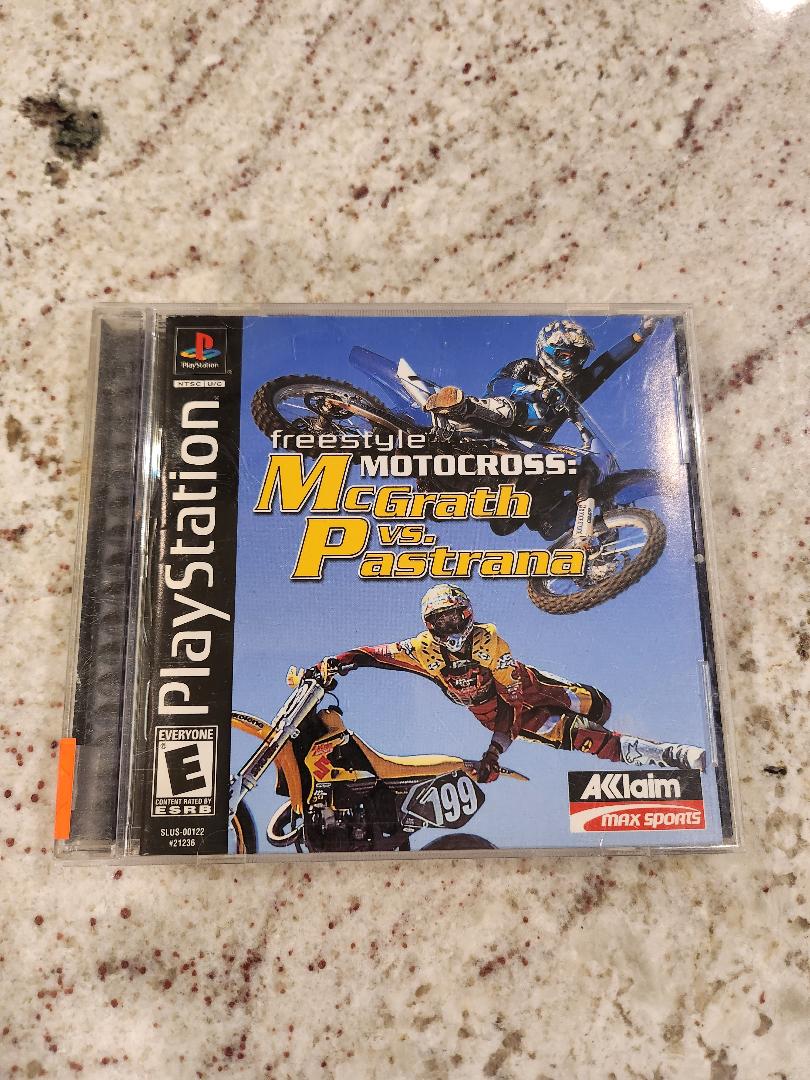 PlayStation
NTSC U/C
PlayStation
freestyle
MOTOCROSS:
McGrath
vs.
Pastrana
199
EVERYONE
E
CONTENT RATED BY
ESRB
SLUS-00122
#21236
AKKlaim
max sports